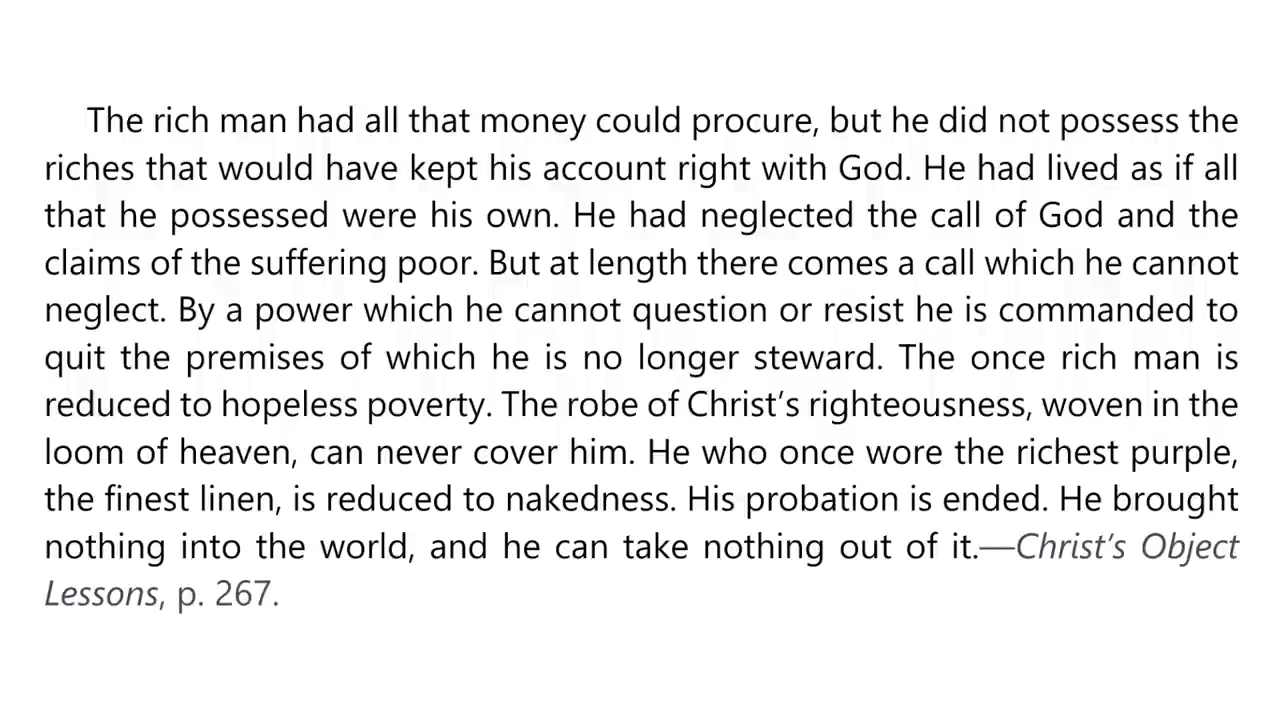 The rich man had all that money could procure, but he did not possess the
riches that would have kept his account right with God. He had lived as if all
that he possessed were his own. He had neglected the call of God and the
claims of the suffering poor. But at length there comes a call which he cannot
neglect. By a power which he cannot question or resist he is commanded to
quit the premises of which he is no longer steward. The once rich man is
reduced to hopeless poverty. The robe of Christ’s righteousness, woven in the
loom of heaven, can never cover him. He who once wore the richest purple,
the finest linen, is reduced to nakedness. His probation is ended. He brought
nothing into the world, and he can take nothing out of it.—Christ’s Object
Lessons, p. 267.